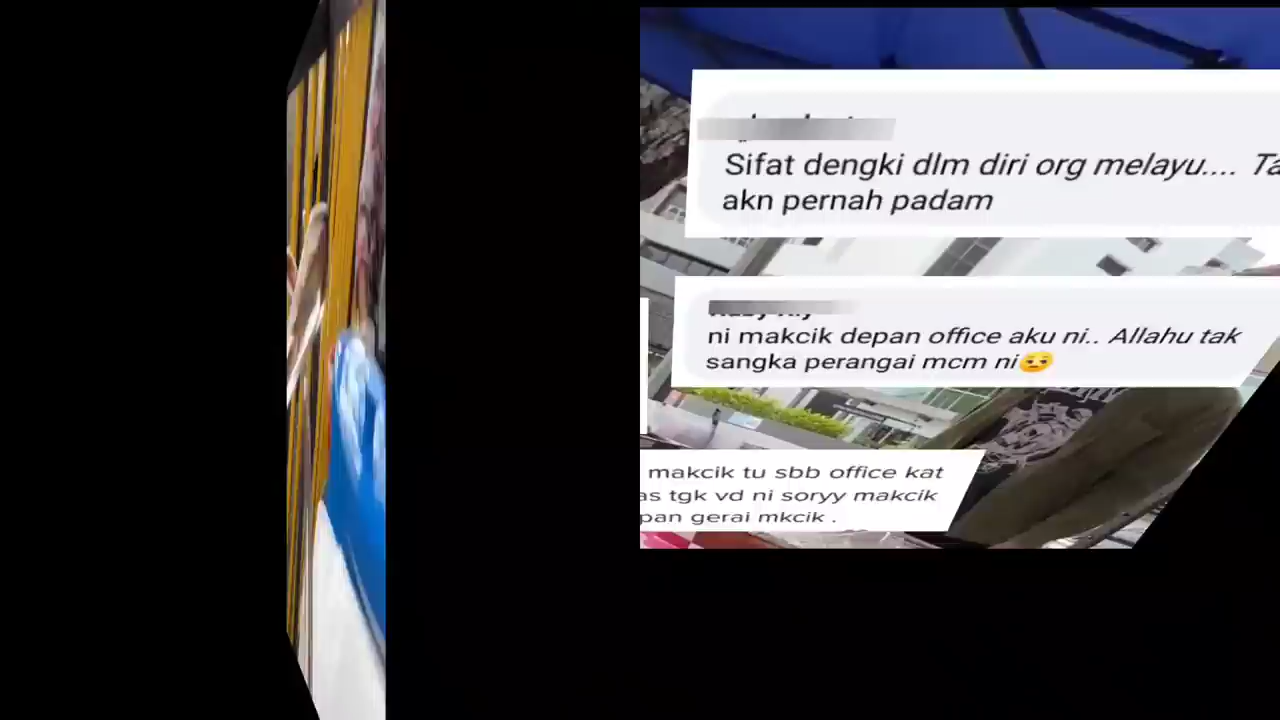 Sifat dengki dlm diri org melayu....
akn pernah padam
ni makcik depan office aku ni.. Allahu tak
sangka perangai mcm ni🥺
makcik tu sbb office kat
tgk vd ni soryy makcik
gerai mkcik .